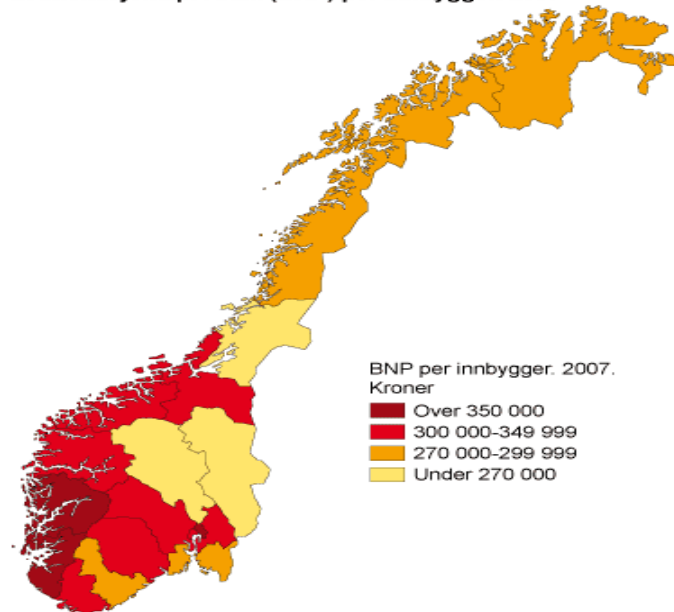 BNP per innbygger. 2007.
Kroner
Over 350 000
300 000-349 999
270 000-299 999
Under 270 000